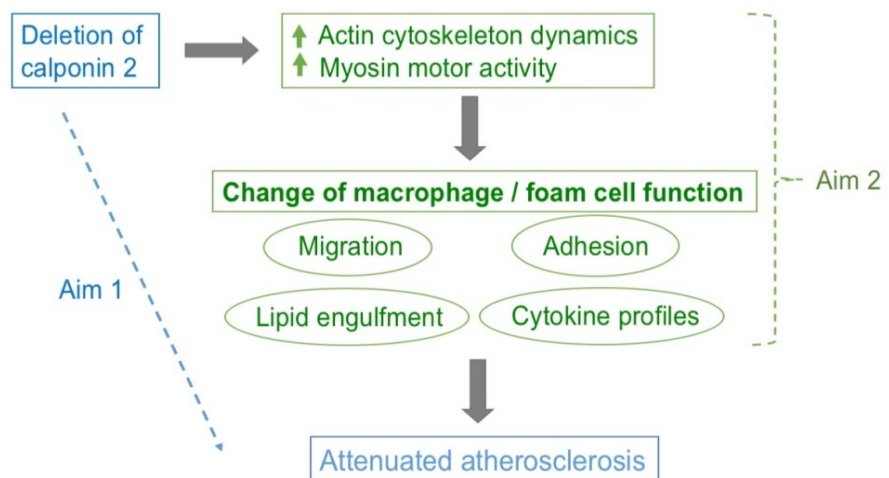 Deletion of
calponin 2
Actin cytoskeleton dynamics
Myosin motor activity
Change of macrophage / foam cell function
Migration
Adhesion
Lipid engulfment
Cytokine profiles
Aim 2
Aim 1
Attenuated atherosclerosis